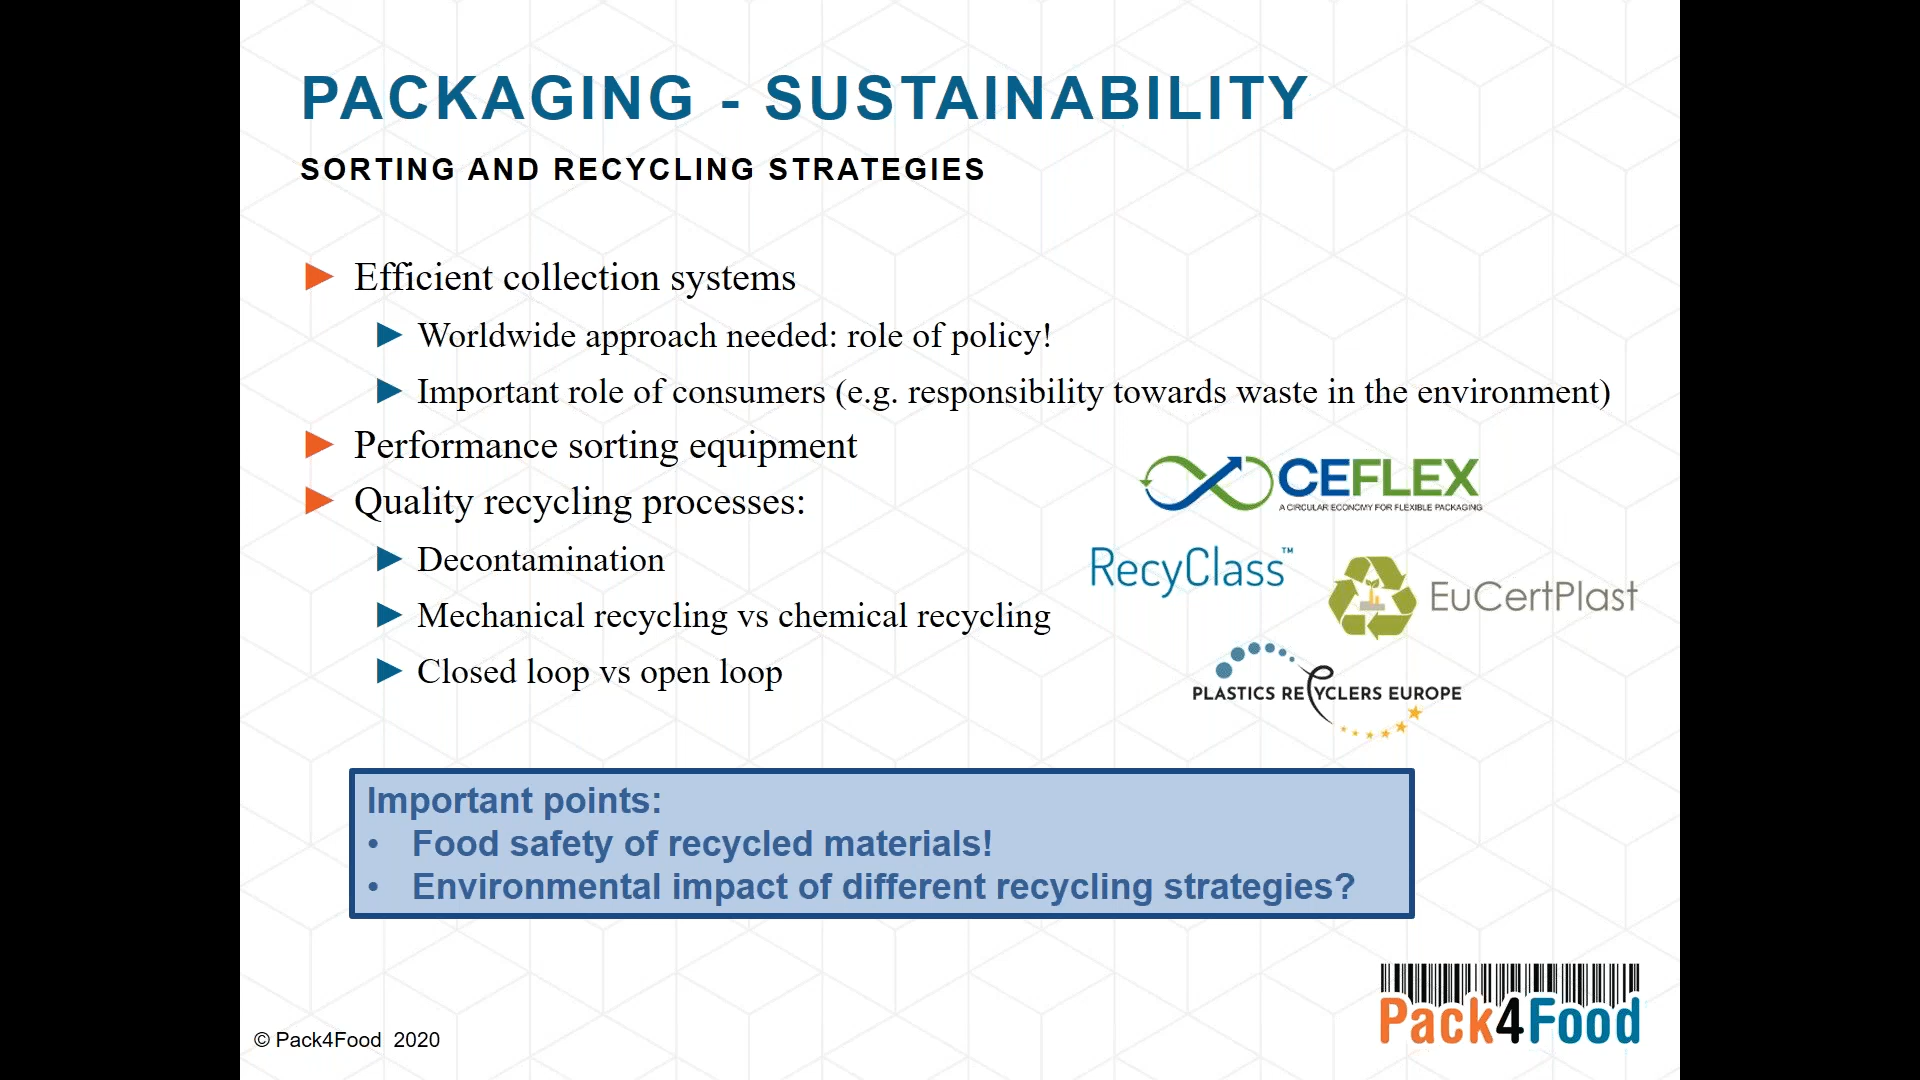 PACKAGING - SUSTAINABILITY
SORTING AND RECYCLING STRATEGIES
Efficient collection systems
Worldwide approach needed: role of policy!
Important role of consumers (e.g. responsibility towards waste in the environment)
Performance sorting equipment
Quality recycling processes:
Decontamination
Mechanical recycling vs chemical recycling
Closed loop vs open loop
CEFLEX
A CIRCULAR ECONOMY FOR FLEXIBLE PACKAGING
RecyClass™
EuCertPlast
PLASTICS RECYCLERS EUROPE
Important points:
• Food safety of recycled materials!
• Environmental impact of different recycling strategies?
Pack4Food
© Pack4Food 2020